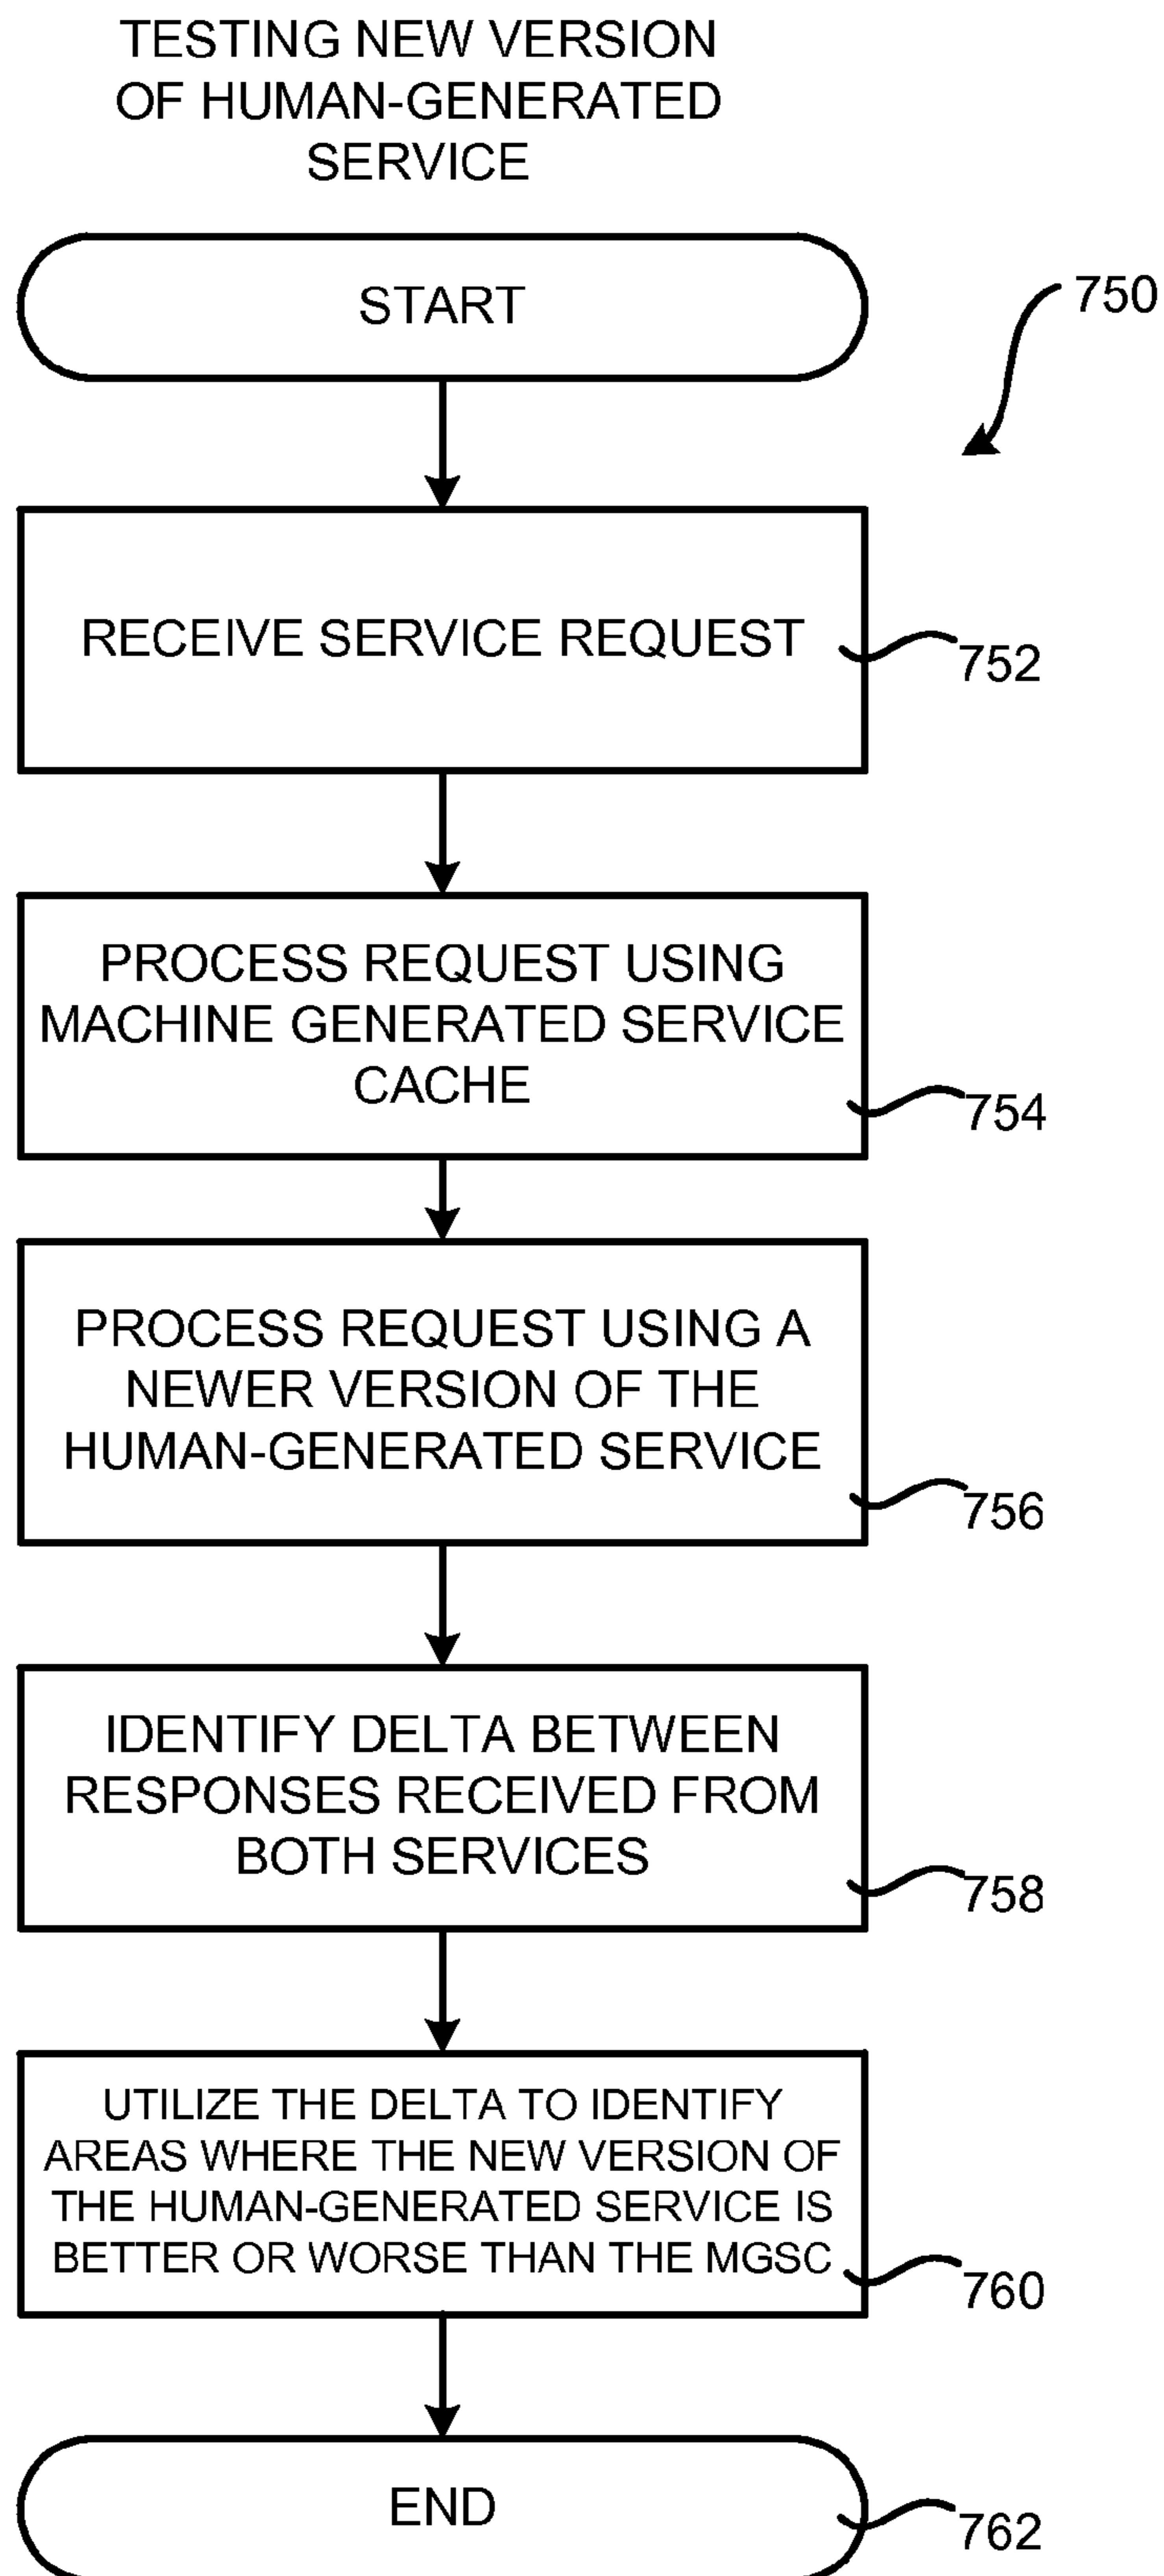 TESTING NEW VERSION
OF HUMAN-GENERATED
SERVICE
START
750
RECEIVE SERVICE REQUEST
752
PROCESS REQUEST USING
MACHINE GENERATED SERVICE
CACHE
754
PROCESS REQUEST USING A
NEWER VERSION OF THE
HUMAN-GENERATED SERVICE
756
IDENTIFY DELTA BETWEEN
RESPONSES RECEIVED FROM
BOTH SERVICES
758
UTILIZE THE DELTA TO IDENTIFY
AREAS WHERE THE NEW VERSION OF
THE HUMAN-GENERATED SERVICE IS
BETTER OR WORSE THAN THE MGSC
760
END
762